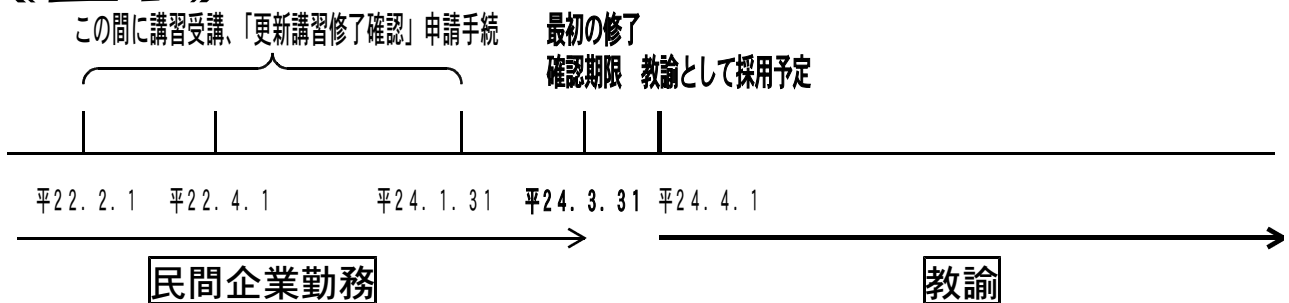 この間に講習受講、「更新講習修了確認」申請手続
最初の修了
確認期限 教諭として採用予定
平22.2.1 平22.4.1 平24.1.31 平24.3.31 平24.4.1
民間企業勤務 教諭